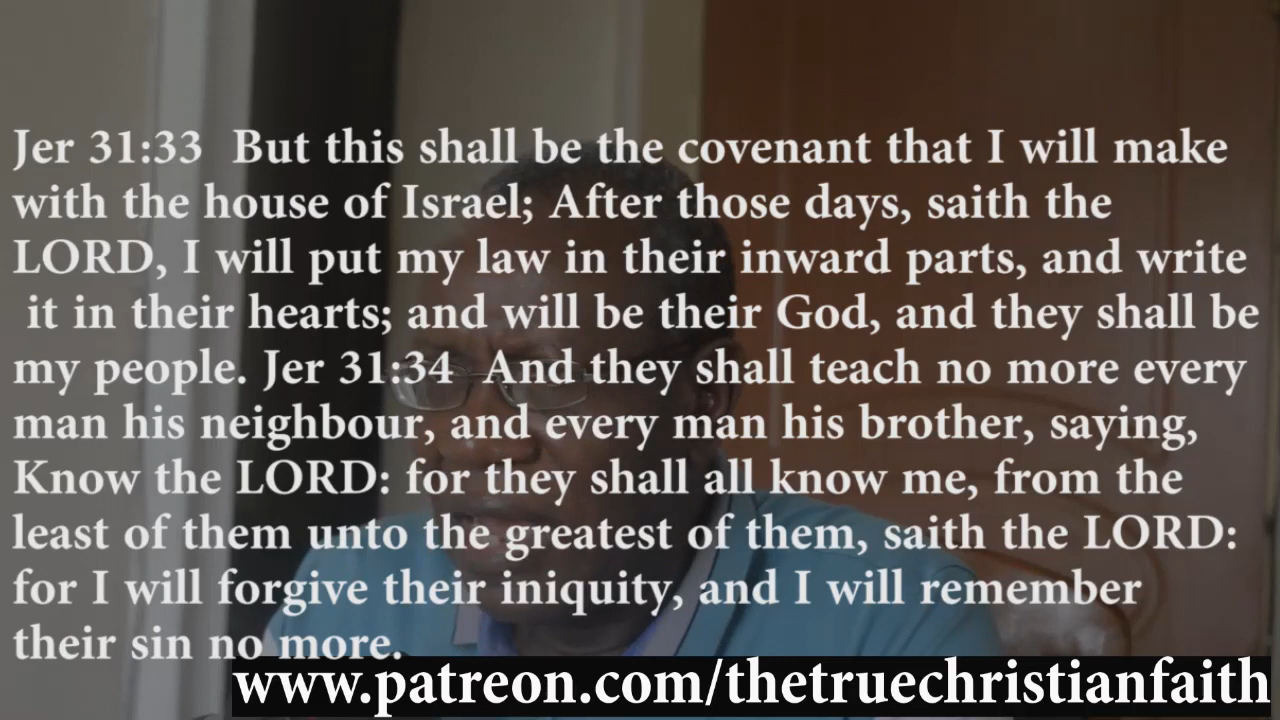 Jer 31:33  But this shall be the covenant that I will make
with the house of Israel; After those days, saith the
LORD, I will put my law in their inward parts, and write
it in their hearts; and will be their God, and they shall be
my people. Jer 31:34  And they shall teach no more every
man his neighbour, and every man his brother, saying,
Know the LORD: for they shall all know me, from the
least of them unto the greatest of them, saith the LORD:
for I will forgive their iniquity, and I will remember
their sin no more.
www.patreon.com/thetruechristianfaith